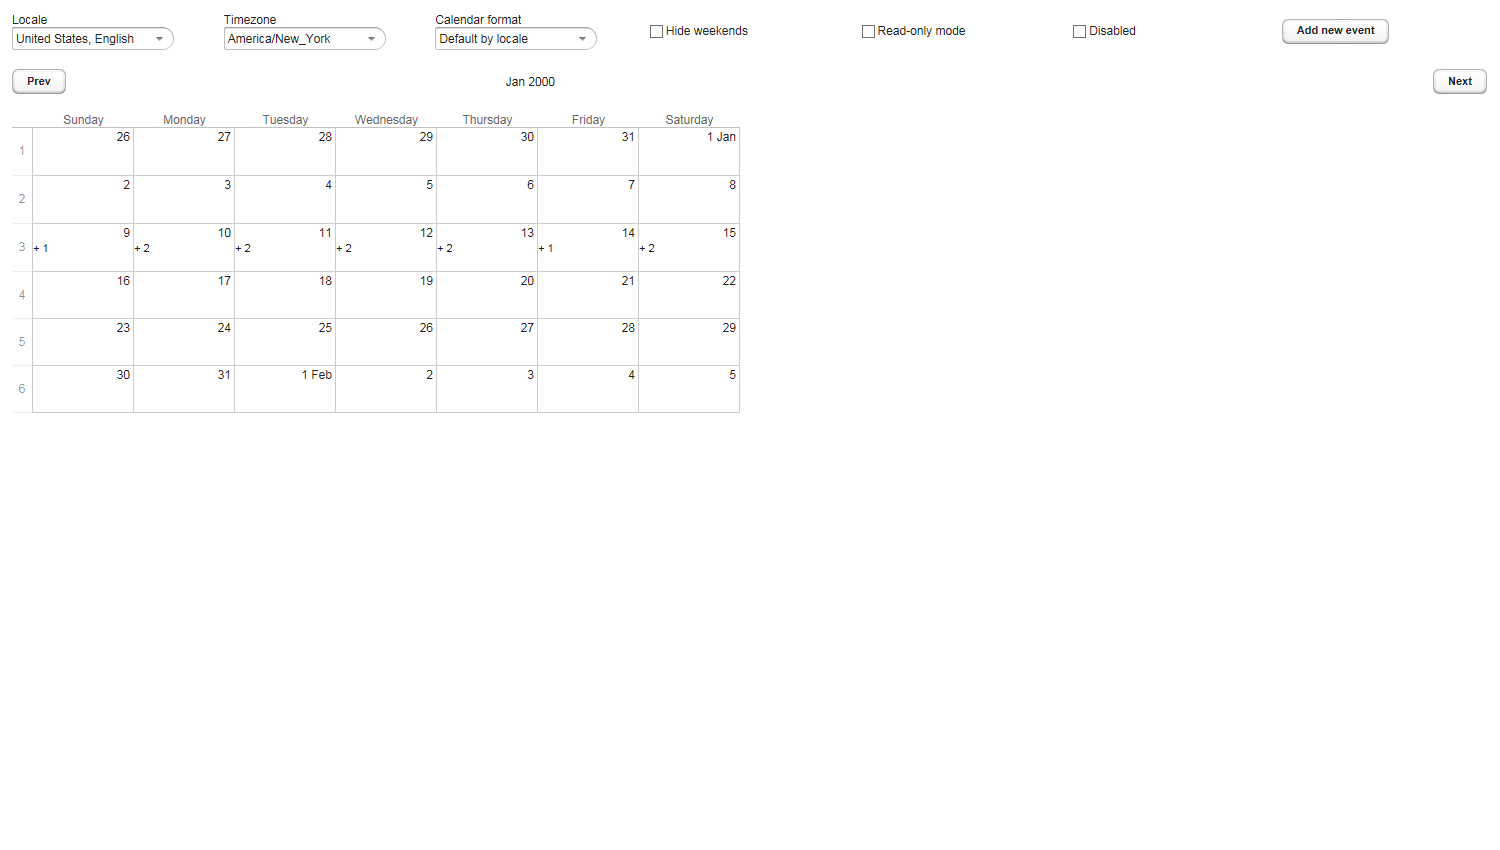 Locale Timezone Calendar format
United States, English America/New_York Default by locale Hide weekends Read-only mode Disabled Add new event
Prev Jan 2000 Next
Sunday Monday Tuesday Wednesday Thursday Friday Saturday
26 27 28 29 30 31 1 Jan
1
2 3 4 5 6 7 8
2
9 10 11 12 13 14 15
3 + 1 + 2 + 2 + 2 + 2 + 1 + 2
16 17 18 19 20 21 22
4
23 24 25 26 27 28 29
5
30 31 1 Feb 2 3 4 5
6